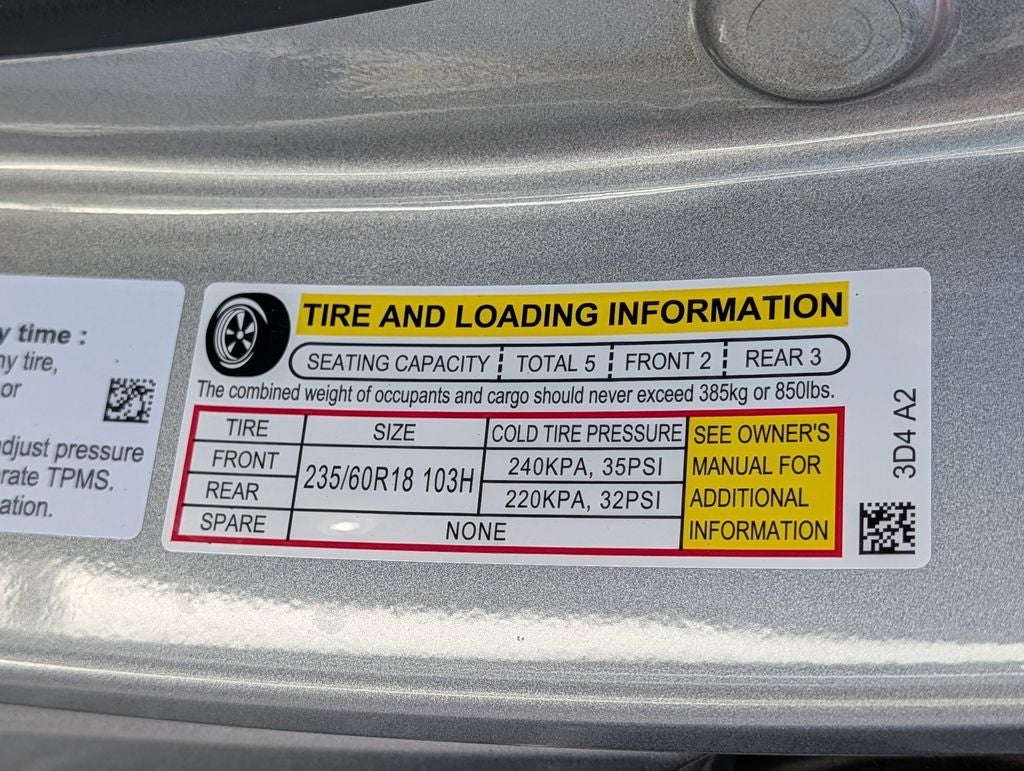 y time :
ny tire,
or
djust pressure
erate TPMS.
ation.
TIRE AND LOADING INFORMATION
SEATING CAPACITY TOTAL 5 FRONT 2 REAR 3
The combined weight of occupants and cargo should never exceed 385kg or 850lbs.
TIRE SIZE COLD TIRE PRESSURE
FRONT 235/60R18 103H 240KPA, 35PSI
REAR 220KPA, 32PSI
SPARE NONE
SEE OWNER'S
MANUAL FOR
ADDITIONAL
INFORMATION
3D4 A2